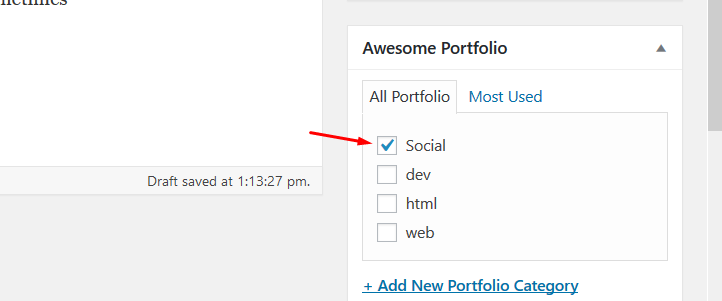 Awesome Portfolio
All Portfolio
Most Used
Social
dev
html
web
Draft saved at 1:13:27 pm.
+ Add New Portfolio Category